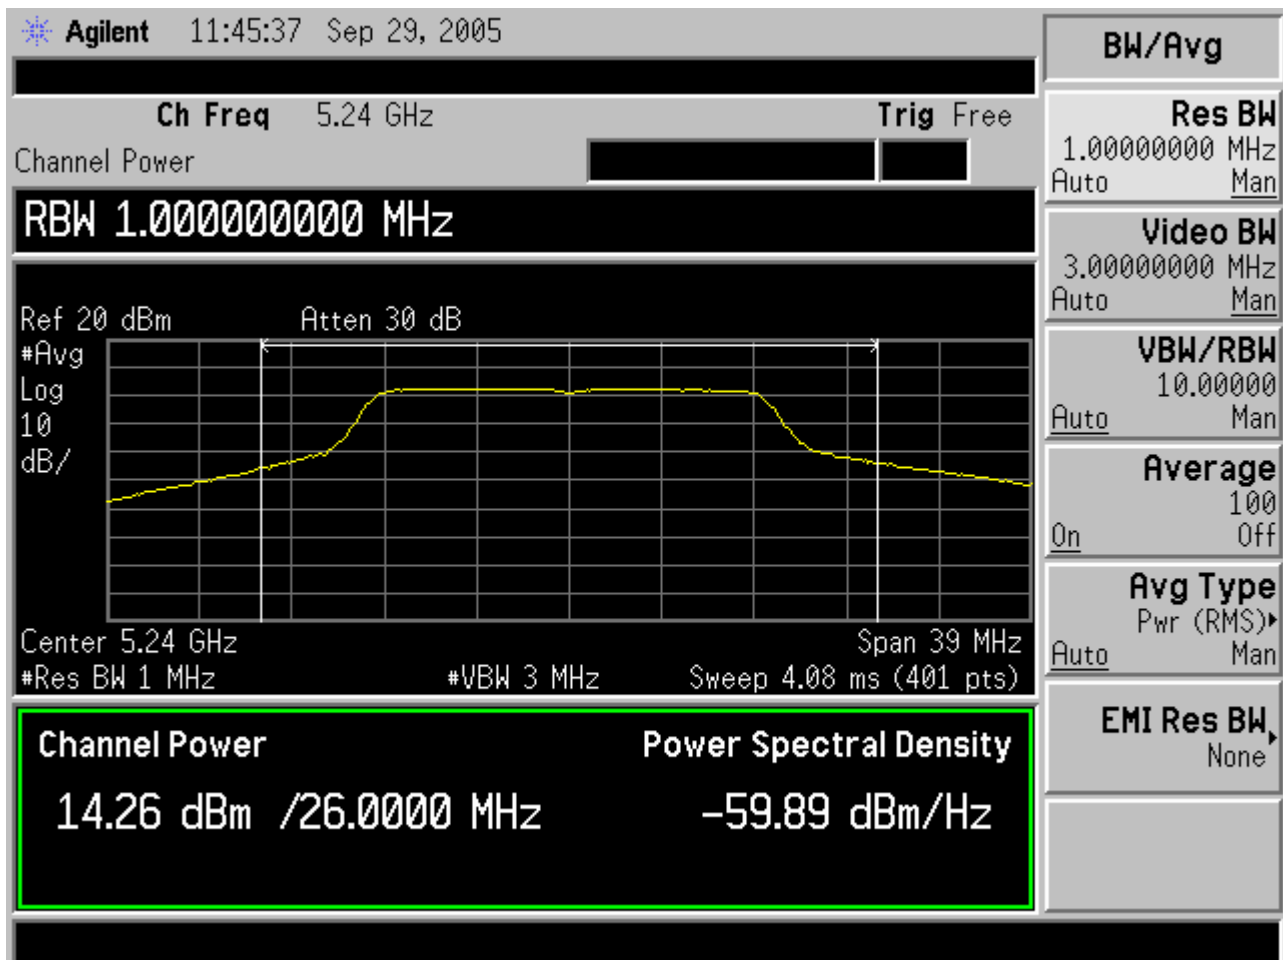 Agilent 11:45:37 Sep 29, 2005
Ch Freq 5.24 GHz Trig Free
Channel Power
RBW 1.000000000 MHz
Ref 20 dBm Atten 30 dB
#Avg
Log
10
dB/
Center 5.24 GHz Span 39 MHz
#Res BW 1 MHz #VBW 3 MHz Sweep 4.08 ms (401 pts)
Channel Power Power Spectral Density
14.26 dBm /26.0000 MHz -59.89 dBm/Hz
BW/Avg
Res BW
1.00000000 MHz
Auto Man
Video BW
3.00000000 MHz
Auto Man
VBW/RBW
10.00000
Auto Man
Average
100
On Off
Avg Type
Pwr (RMS)
Auto Man
EMI Res BW
None